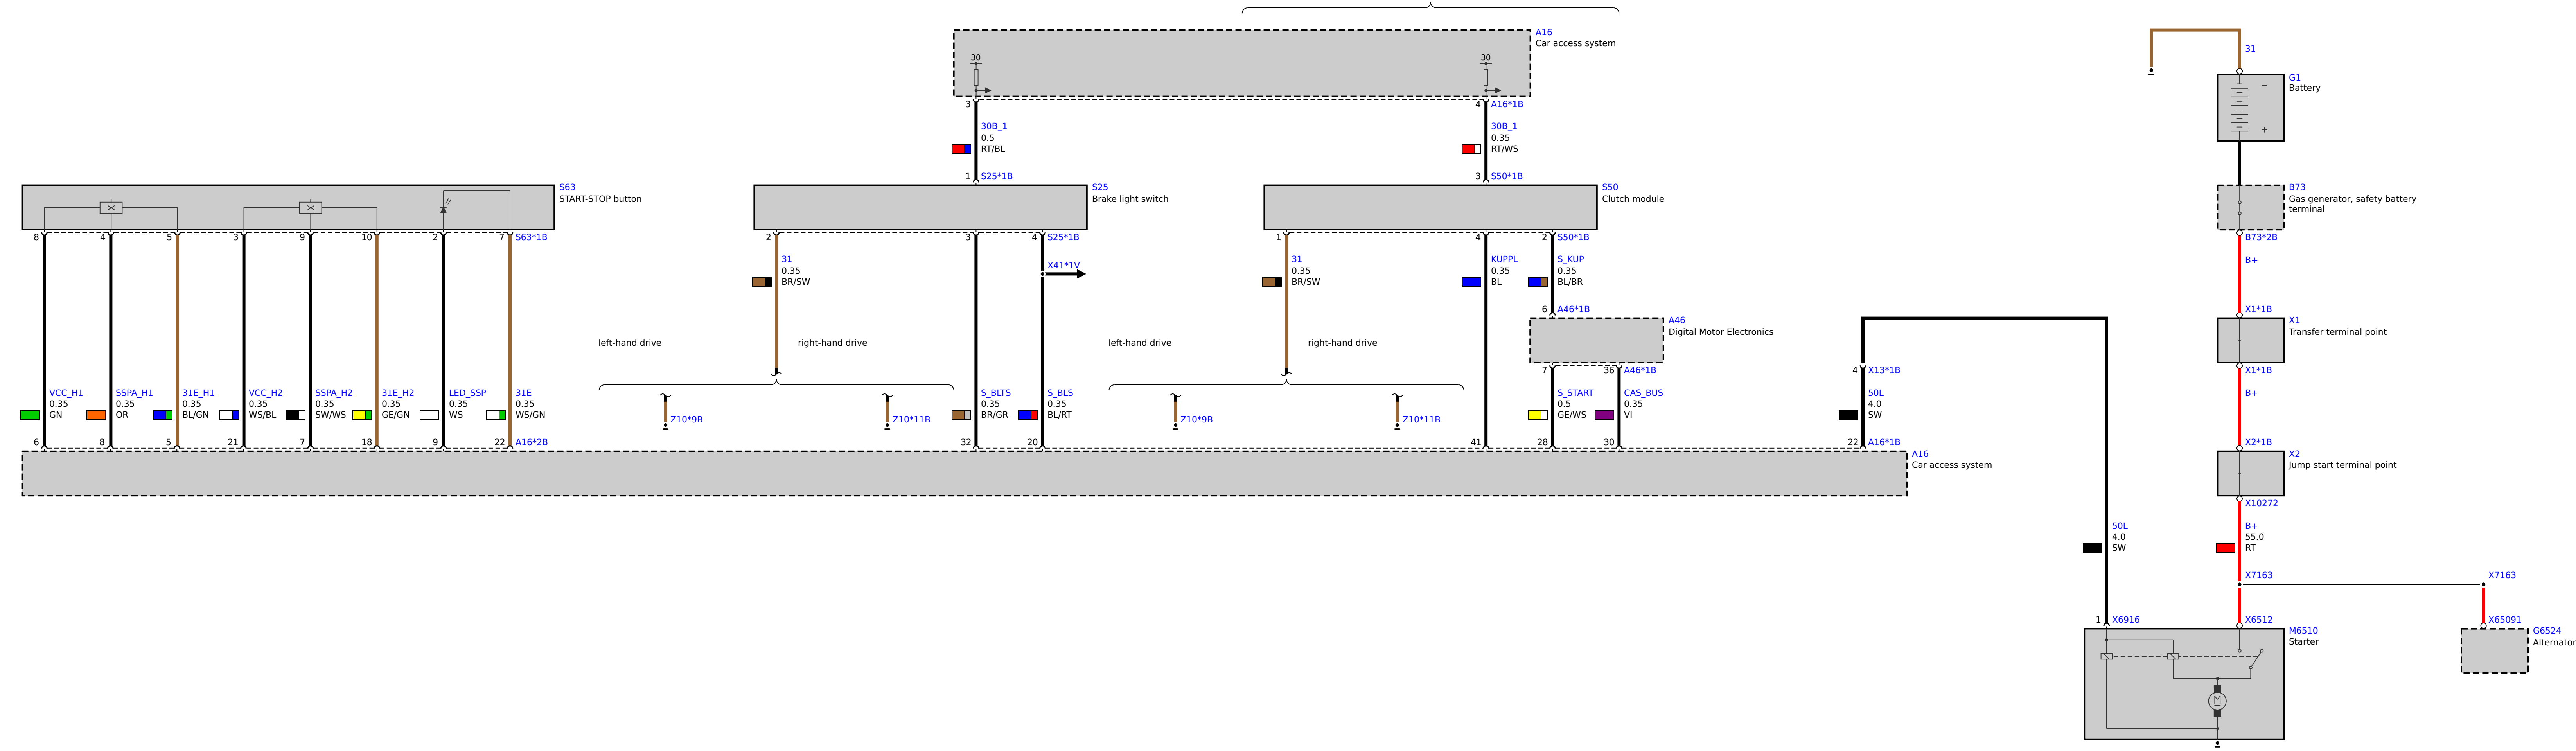 A16
Car access system
30
30
3
4
A16*1B
30B_1
0.5
RT/BL
30B_1
0.35
RT/WS
1
S25*1B
3
S50*1B
31
G1
Battery
−
+
S63
START-STOP button
S25
Brake light switch
S50
Clutch module
B73
Gas generator, safety battery
terminal
8
4
5
3
9
10
2
7
S63*1B
2
3
4
S25*1B
1
4
2
S50*1B
B73*2B
X41*1V
31
0.35
BR/SW
31
0.35
BR/SW
KUPPL
0.35
BL
S_KUP
0.35
BL/BR
B+
6
A46*1B
X1*1B
A46
Digital Motor Electronics
X1
Transfer terminal point
left-hand drive
right-hand drive
left-hand drive
right-hand drive
7
36
A46*1B
4
X13*1B
X1*1B
VCC_H1
0.35
GN
SSPA_H1
0.35
OR
31E_H1
0.35
BL/GN
VCC_H2
0.35
WS/BL
SSPA_H2
0.35
SW/WS
31E_H2
0.35
GE/GN
LED_SSP
0.35
WS
31E
0.35
WS/GN
Z10*9B
Z10*11B
S_BLTS
0.35
BR/GR
S_BLS
0.35
BL/RT
Z10*9B
Z10*11B
S_START
0.5
GE/WS
CAS_BUS
0.35
VI
50L
4.0
SW
B+
6
8
5
21
7
18
9
22
A16*2B
32
20
41
28
30
22
A16*1B
X2*1B
A16
Car access system
X2
Jump start terminal point
X10272
50L
4.0
SW
B+
55.0
RT
X7163
X7163
1
X6916
X6512
X65091
M6510
Starter
G6524
Alternator
M